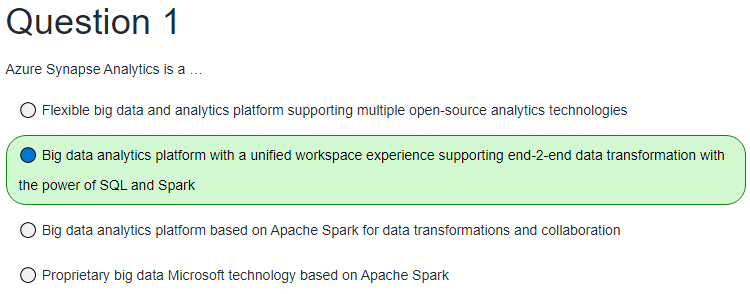 Question 1
Azure Synapse Analytics is a ...
Flexible big data and analytics platform supporting multiple open-source analytics technologies
Big data analytics platform with a unified workspace experience supporting end-2-end data transformation with
the power of SQL and Spark
Big data analytics platform based on Apache Spark for data transformations and collaboration
Proprietary big data Microsoft technology based on Apache Spark